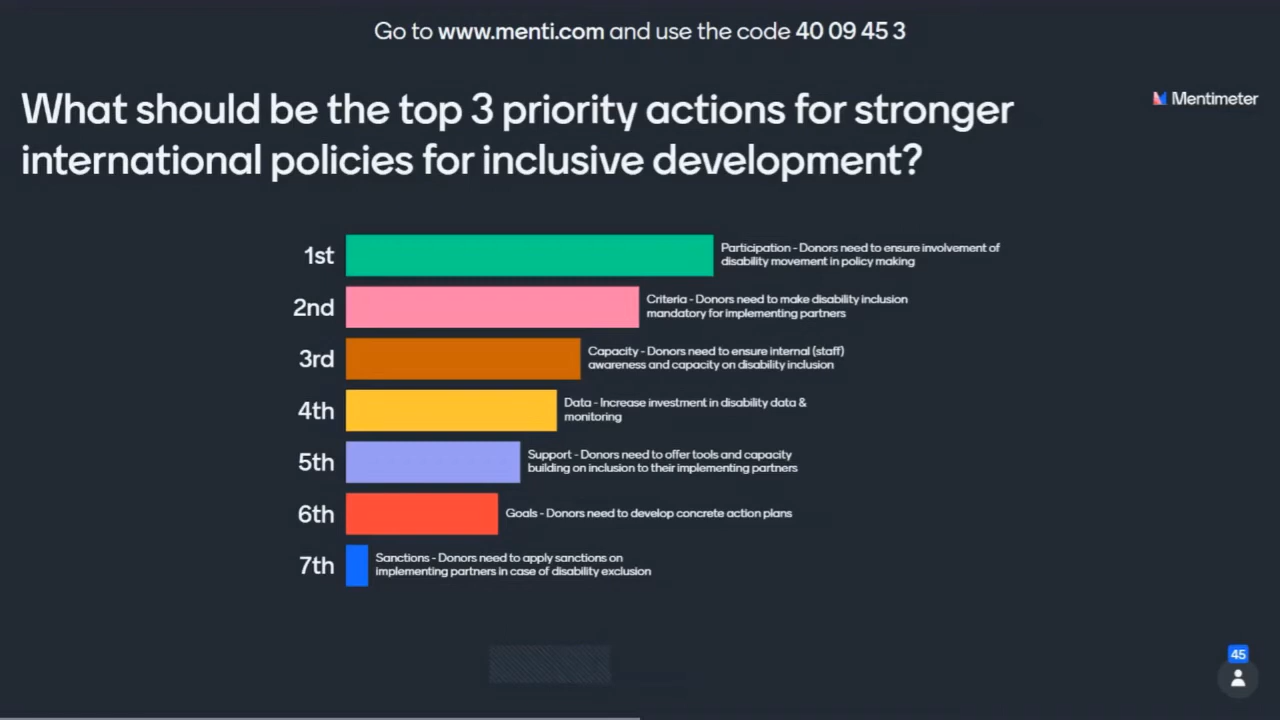 Go to www.menti.com and use the code 40 09 45 3
What should be the top 3 priority actions for stronger
international policies for inclusive development?
Mentimeter
1st
Participation - Donors need to ensure involvement of
disability movement in policy making
2nd
Criteria - Donors need to make disability inclusion
mandatory for implementing partners
3rd
Capacity - Donors need to ensure internal (staff)
awareness and capacity on disability inclusion
4th
Data - Increase investment in disability data &
monitoring
5th
Support - Donors need to offer tools and capacity
building on inclusion to their implementing partners
6th
Goals - Donors need to develop concrete action plans
7th
Sanctions - Donors need to apply sanctions on
implementing partners in case of disability exclusion
45